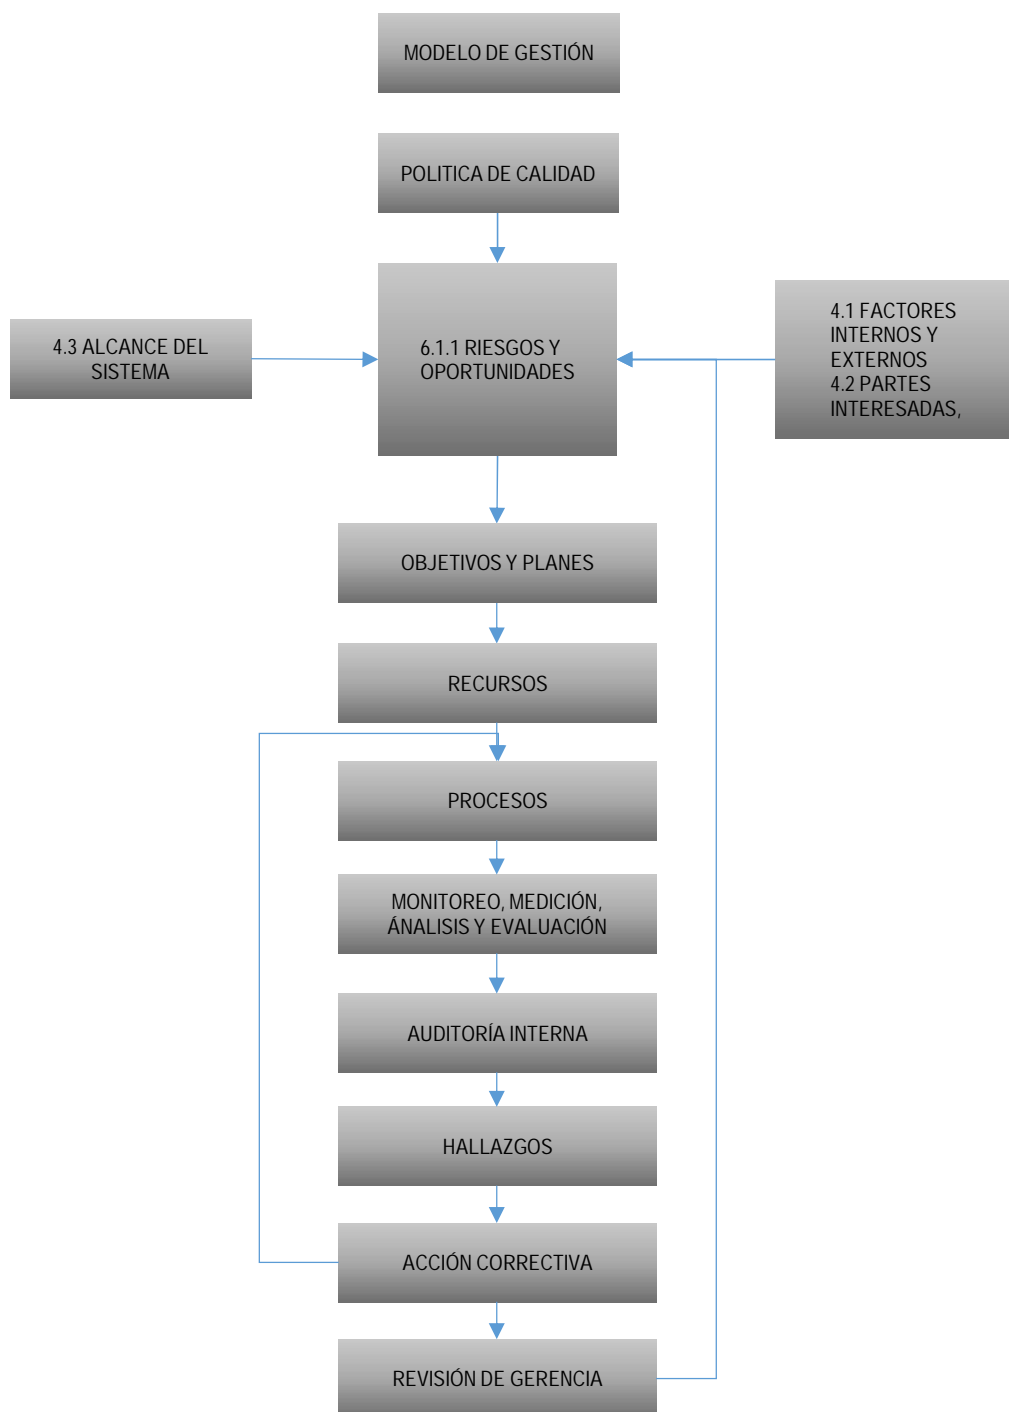 MODELO DE GESTIÓN
POLITICA DE CALIDAD
4.3 ALCANCE DEL
SISTEMA
6.1.1 RIESGOS Y
OPORTUNIDADES
4.1 FACTORES
INTERNOS Y
EXTERNOS
4.2 PARTES
INTERESADAS,
OBJETIVOS Y PLANES
RECURSOS
PROCESOS
MONITOREO, MEDICIÓN,
ÁNALISIS Y EVALUACIÓN
AUDITORÍA INTERNA
HALLAZGOS
ACCIÓN CORRECTIVA
REVISIÓN DE GERENCIA